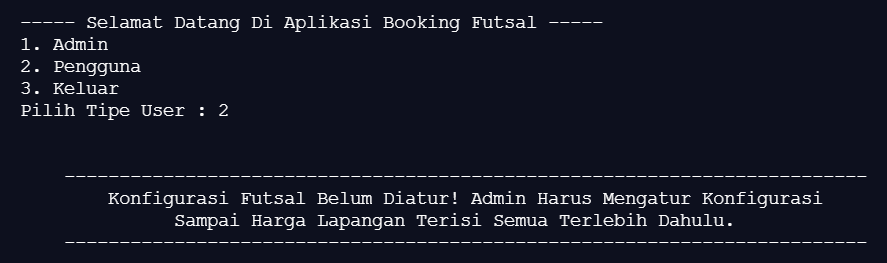 ----- Selamat Datang Di Aplikasi Booking Futsal -----
1. Admin
2. Pengguna
3. Keluar
Pilih Tipe User : 2
-------------------------------------------------------------------------
Konfigurasi Futsal Belum Diatur! Admin Harus Mengatur Konfigurasi
Sampai Harga Lapangan Terisi Semua Terlebih Dahulu.
-------------------------------------------------------------------------